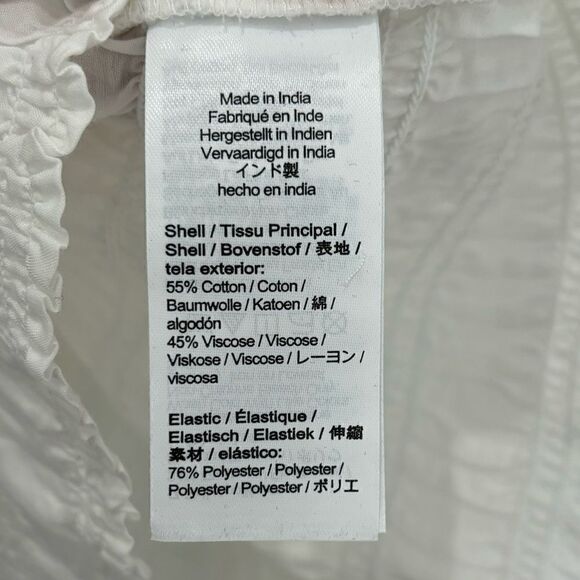 Made in India
Fabriqué en Inde
Hergestellt in Indien
Vervaardigd in India
インド製
hecho en india
Shell / Tissu Principal /
Shell / Bovenstof / 表地 /
tela exterior:
55% Cotton / Coton /
Baumwolle / Katoen / 綿 /
algodón
45% Viscose / Viscose /
Viskose / Viscose / レーヨン /
viscosa
Elastic / Élastique /
Elastisch / Elastiek / 伸縮
素材 / elástico:
76% Polyester / Polyester /
Polyester / Polyester / ポリエ